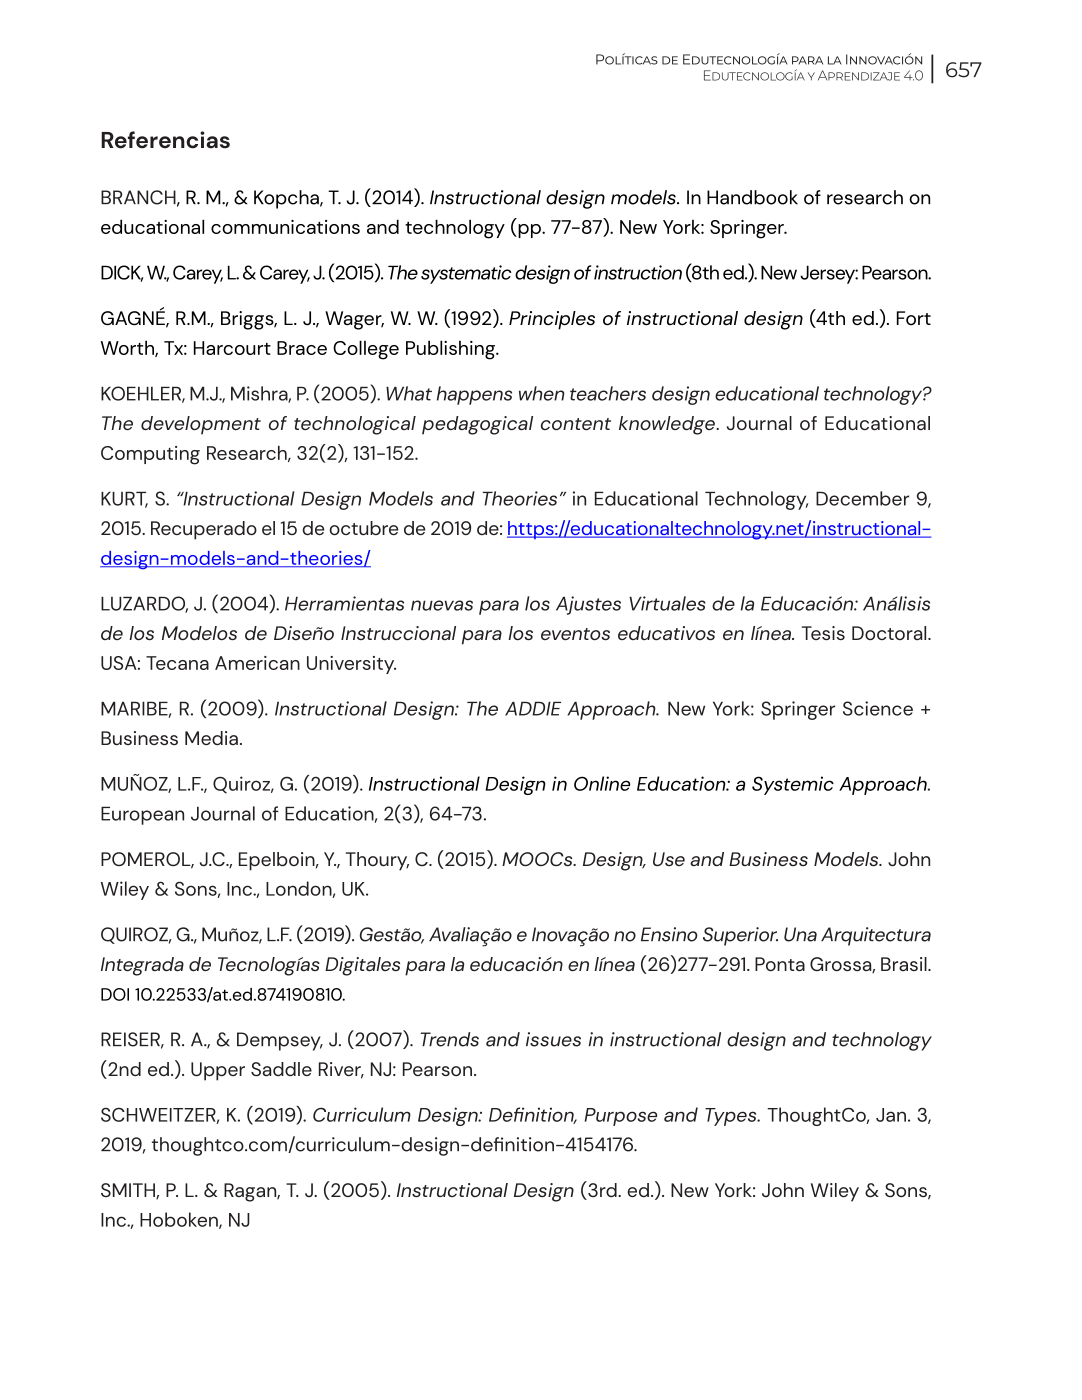 Políticas de Edutecnología para la Innovación
Edutecnología y Aprendizaje 4.0
657
Referencias
BRANCH, R. M., & Kopcha, T. J. (2014). Instructional design models. In Handbook of research on
educational communications and technology (pp. 77-87). New York: Springer.
DICK, W., Carey, L. & Carey, J. (2015). The systematic design of instruction (8th ed.). New Jersey: Pearson.
GAGNÉ, R.M., Briggs, L. J., Wager, W. W. (1992). Principles of instructional design (4th ed.). Fort
Worth, Tx: Harcourt Brace College Publishing.
KOEHLER, M.J., Mishra, P. (2005). What happens when teachers design educational technology?
The development of technological pedagogical content knowledge. Journal of Educational
Computing Research, 32(2), 131-152.
KURT, S. “Instructional Design Models and Theories” in Educational Technology, December 9,
2015. Recuperado el 15 de octubre de 2019 de: https://educationaltechnology.net/instructional-
design-models-and-theories/
LUZARDO, J. (2004). Herramientas nuevas para los Ajustes Virtuales de la Educación: Análisis
de los Modelos de Diseño Instruccional para los eventos educativos en línea. Tesis Doctoral.
USA: Tecana American University.
MARIBE, R. (2009). Instructional Design: The ADDIE Approach. New York: Springer Science +
Business Media.
MUÑOZ, L.F., Quiroz, G. (2019). Instructional Design in Online Education: a Systemic Approach.
European Journal of Education, 2(3), 64-73.
POMEROL, J.C., Epelboin, Y., Thoury, C. (2015). MOOCs. Design, Use and Business Models. John
Wiley & Sons, Inc., London, UK.
QUIROZ, G., Muñoz, L.F. (2019). Gestão, Avaliação e Inovação no Ensino Superior. Una Arquitectura
Integrada de Tecnologías Digitales para la educación en línea (26)277-291. Ponta Grossa, Brasil.
DOI 10.22533/at.ed.874190810.
REISER, R. A., & Dempsey, J. (2007). Trends and issues in instructional design and technology
(2nd ed.). Upper Saddle River, NJ: Pearson.
SCHWEITZER, K. (2019). Curriculum Design: Definition, Purpose and Types. ThoughtCo, Jan. 3,
2019, thoughtco.com/curriculum-design-definition-4154176.
SMITH, P. L. & Ragan, T. J. (2005). Instructional Design (3rd. ed.). New York: John Wiley & Sons,
Inc., Hoboken, NJ